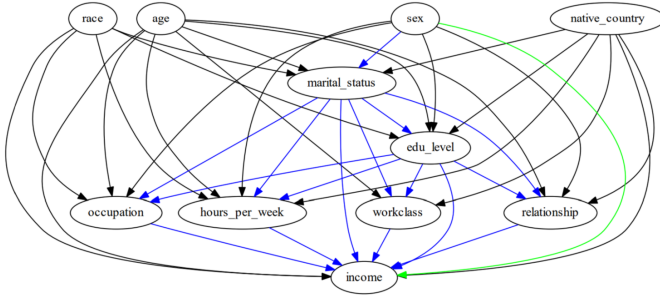 race age sex native_country
marital_status
edu_level
occupation hours_per_week workclass relationship
income